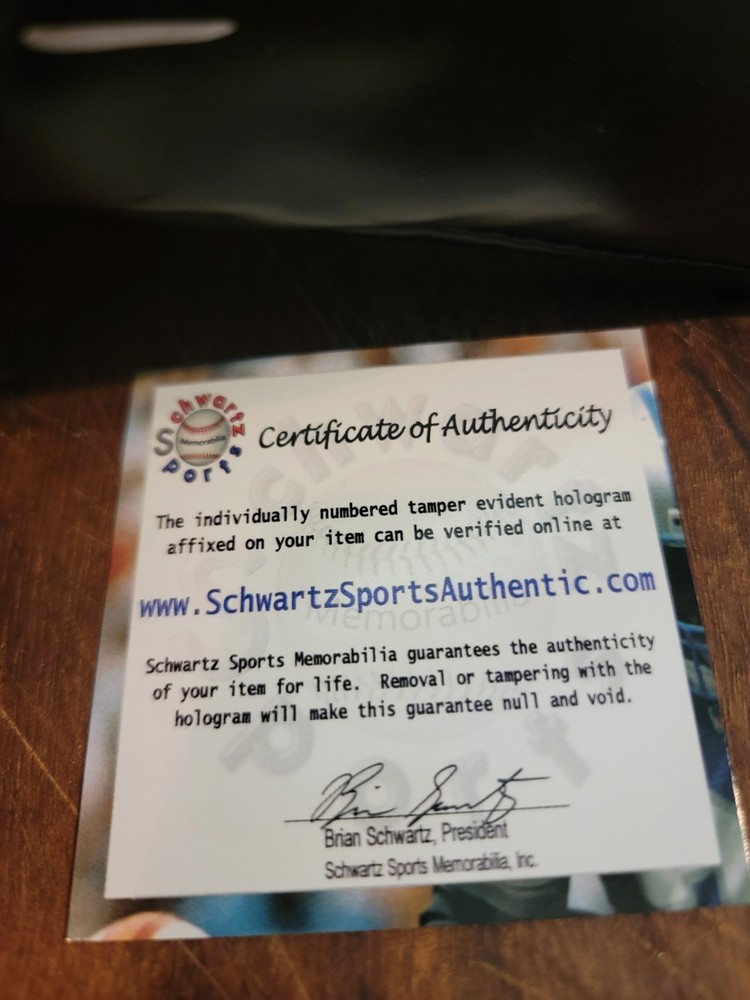 Schwartz
Sports
Memorabilia
Certificate of Authenticity
The individually numbered tamper evident hologram
affixed on your item can be verified online at
www.SchwartzSportsAuthentic.com
Memorabilia
Schwartz Sports Memorabilia guarantees the authenticity
of your item for life. Removal or tampering with the
hologram will make this guarantee null and void.
Brian Schwartz, President
Schwartz Sports Memorabilia, Inc.